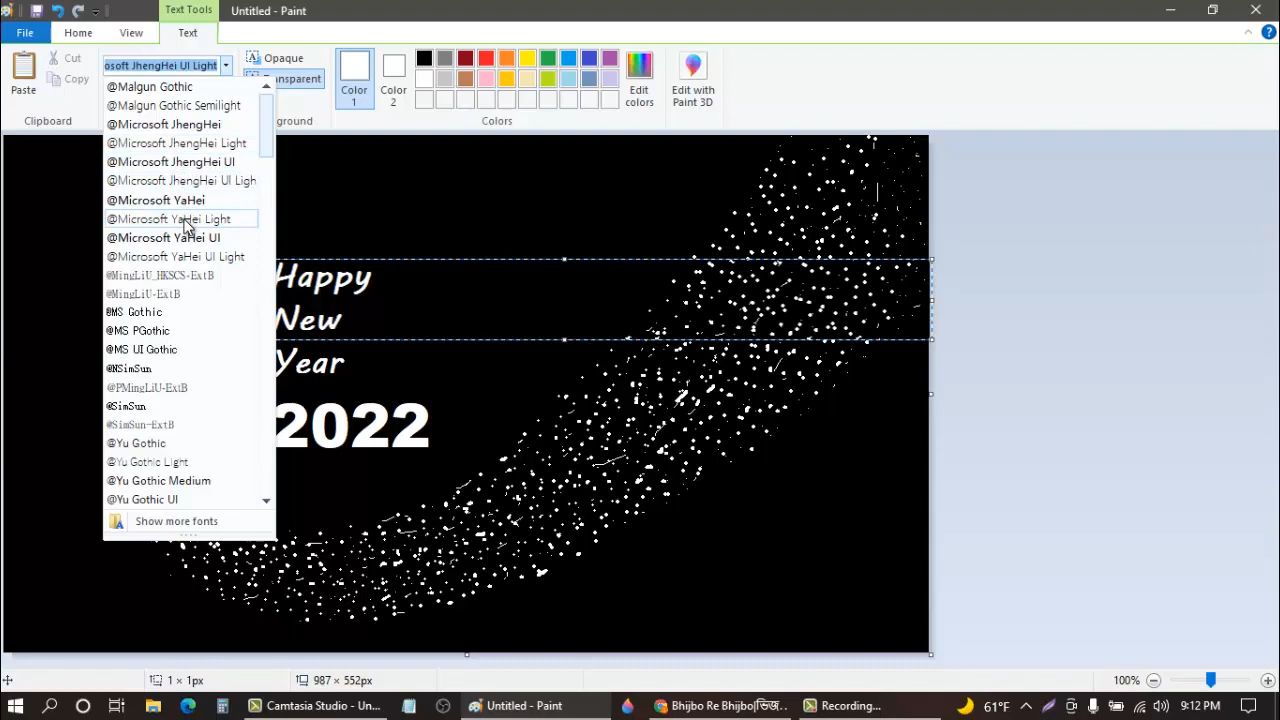 Text Tools
Untitled - Paint
File
Home
View
Text
Paste
Cut
Copy
Clipboard
osoft JhengHei UI Light
Opaque
Transparent
ground
Color
1
Color
2
Edit
colors
Colors
Edit with
Paint 3D
@Malgun Gothic
@Malgun Gothic Semilight
@Microsoft JhengHei
@Microsoft JhengHei Light
@Microsoft JhengHei UI
@Microsoft JhengHei UI Ligh
@Microsoft YaHei
@Microsoft YaHei Light
@Microsoft YaHei UI
@Microsoft YaHei UI Light
@MingLiU_HKSCS-ExtB
@MingLiU-ExtB
@MS Gothic
@MS PGothic
@MS UI Gothic
@NSimSun
@PMingLiU-ExtB
@SimSun
@SimSun-ExtB
@Yu Gothic
@Yu Gothic Light
@Yu Gothic Medium
@Yu Gothic UI
Show more fonts
Happy
New
Year
2022
1 × 1px
987 × 552px
100%
Camtasia Studio - Un...
Untitled - Paint
Bhijbo Re Bhijbo|ভিজ...
Recording...
61°F
9:12 PM